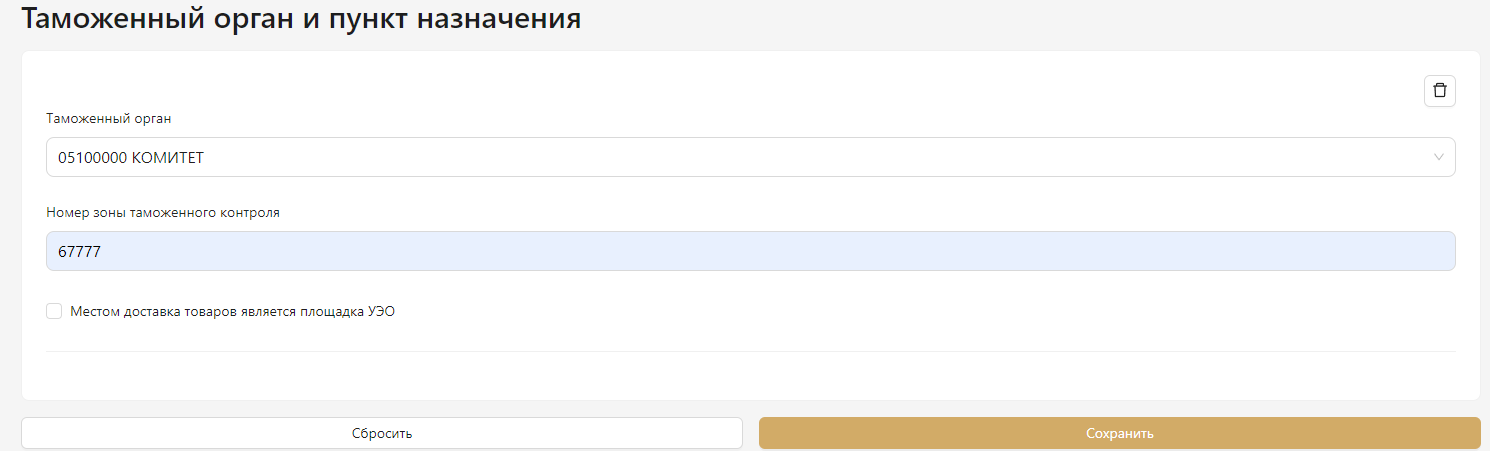 Таможенный орган и пункт назначения
Таможенный орган
05100000 КОМИТЕТ
Номер зоны таможенного контроля
67777
Местом доставка товаров является площадка УЭО
Сбросить
Сохранить